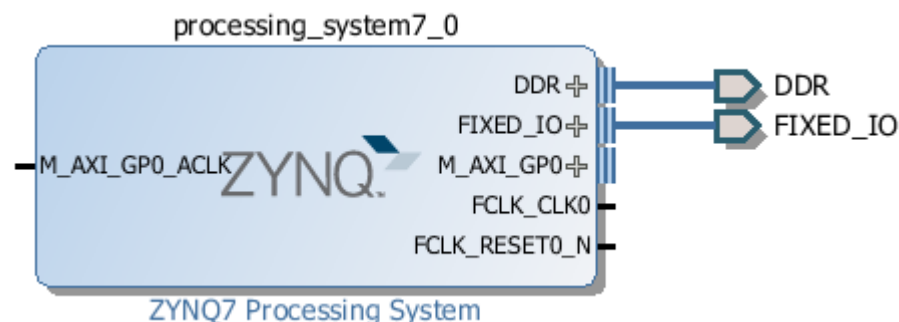 processing_system7_0
DDR
DDR
FIXED_IO
FIXED_IO
M_AXI_GP0_ACLK
ZYNQ
M_AXI_GP0
FCLK_CLK0
FCLK_RESET0_N
ZYNQ7 Processing System